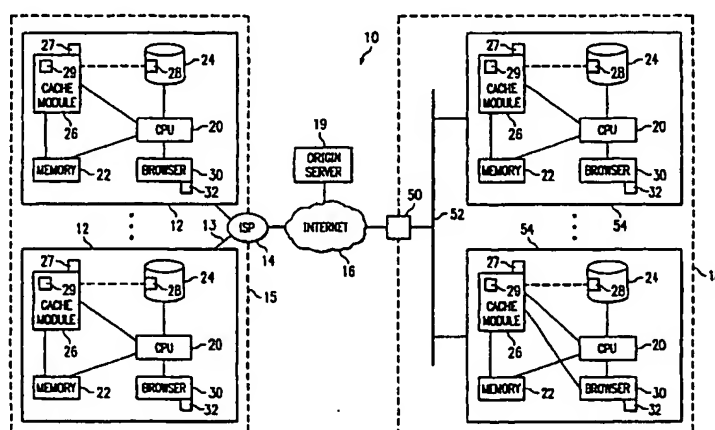 27
29
28
24
CACHE
MODULE
26
CPU
20
MEMORY
22
BROWSER
30
32
12
12
27
29
28
24
CACHE
MODULE
26
CPU
20
MEMORY
22
BROWSER
30
32
13
ISP
14
15
10
19
ORIGIN
SERVER
INTERNET
16
50
52
27
29
28
24
CACHE
MODULE
26
CPU
20
MEMORY
22
BROWSER
30
32
54
54
27
29
28
24
CACHE
MODULE
26
CPU
20
MEMORY
22
BROWSER
30
32